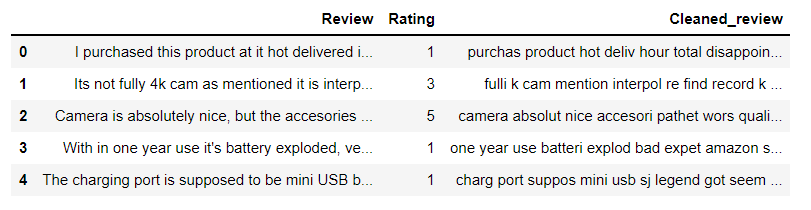 Review Rating Cleaned_review
0 I purchased this product at it hot delivered i... 1 purchas product hot deliv hour total disappoin...
1 Its not fully 4k cam as mentioned it is interp... 3 fulli k cam mention interpol re find record k ...
2 Camera is absolutely nice, but the accesories ... 5 camera absolut nice accesori pathet wors quali...
3 With in one year use it's battery exploded, ve... 1 one year use batteri explod bad expet amazon s...
4 The charging port is supposed to be mini USB b... 1 charg port suppos mini usb sj legend got seem ...